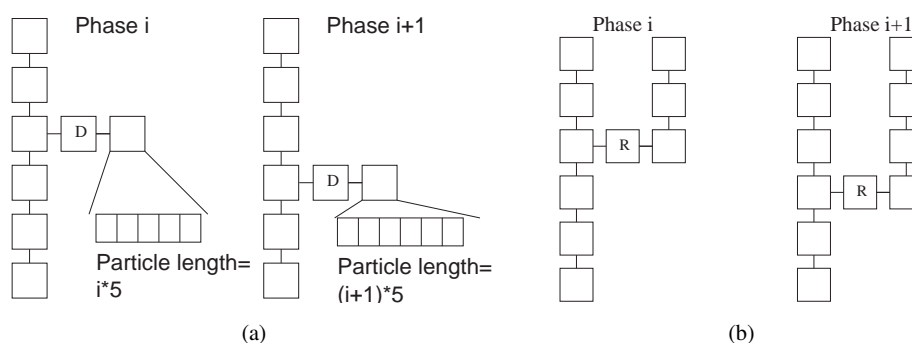 Phase i
Phase i+1
D
D
Particle length=
i*5
Particle length=
(i+1)*5
(a)
Phase i
Phase i+1
R
R
(b)